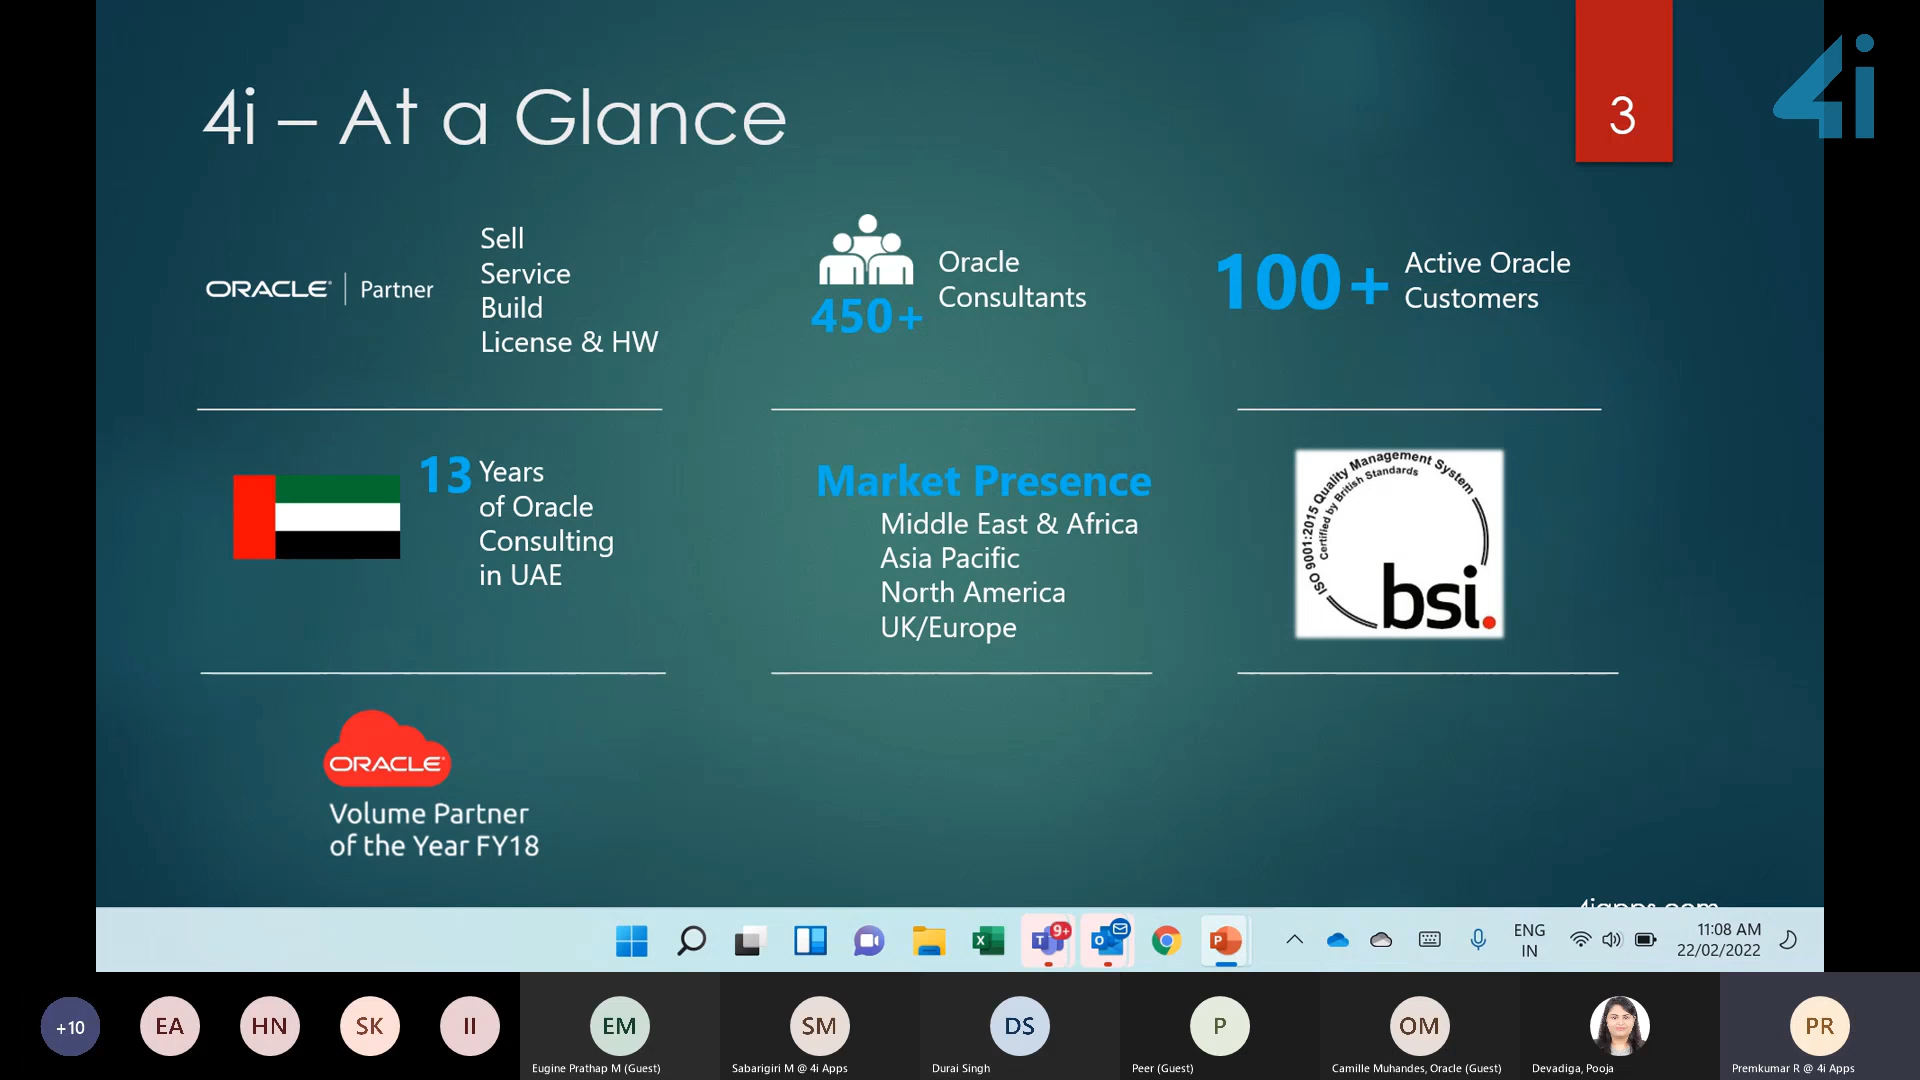 4i – At a Glance
3
4i
ORACLE | Partner
Sell
Service
Build
License & HW
450+
Oracle
Consultants
100+
Active Oracle
Customers
13 Years
of Oracle
Consulting
in UAE
Market Presence
Middle East & Africa
Asia Pacific
North America
UK/Europe
ISO 9001:2015 Quality Management System
Certified by British Standards
bsi.
ORACLE
Volume Partner
of the Year FY18
4iapps.com
9+
ENG
IN
11:08 AM
22/02/2022
+10
EA
HN
SK
II
EM
SM
DS
P
OM
PR
Eugine Prathap M (Guest)
Sabarigiri M @ 4i Apps
Durai Singh
Peer (Guest)
Camille Muhandes, Oracle (Guest)
Devadiga, Pooja
Premkumar R @ 4i Apps